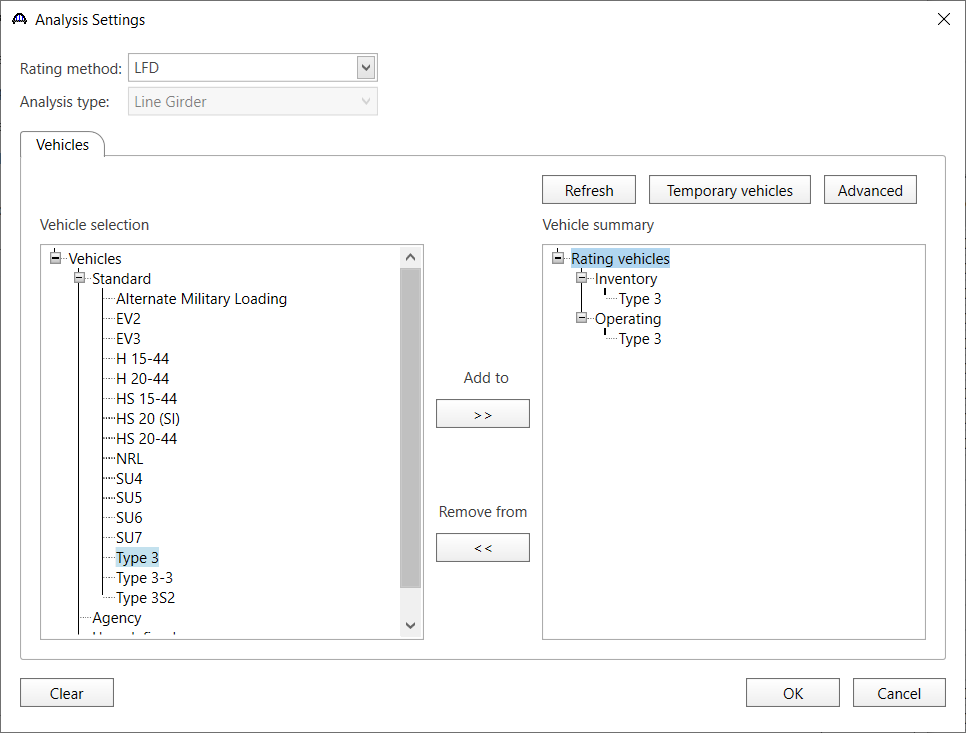 Analysis Settings
Rating method: LFD
Analysis type: Line Girder
Vehicles
Refresh Temporary vehicles Advanced
Vehicle selection
Vehicles
Standard
Alternate Military Loading
EV2
EV3
H 15-44
H 20-44
HS 15-44
HS 20 (SI)
HS 20-44
NRL
SU4
SU5
SU6
SU7
Type 3
Type 3-3
Type 3S2
Agency
Add to
>>
Remove from
<<
Vehicle summary
Rating vehicles
Inventory
Type 3
Operating
Type 3
Clear OK Cancel